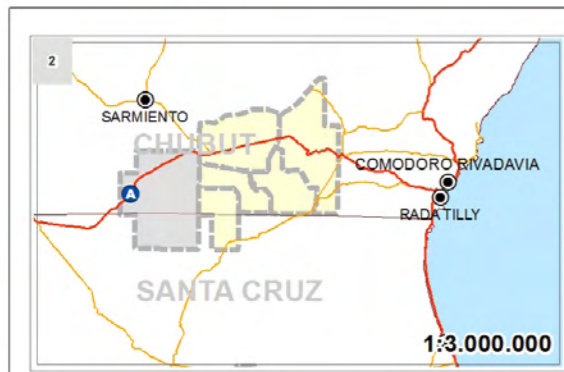 2
SARMIENTO
CHUBUT
COMODORO RIVADAVIA
A
RADA TILLY
SANTA CRUZ
1:3.000.000